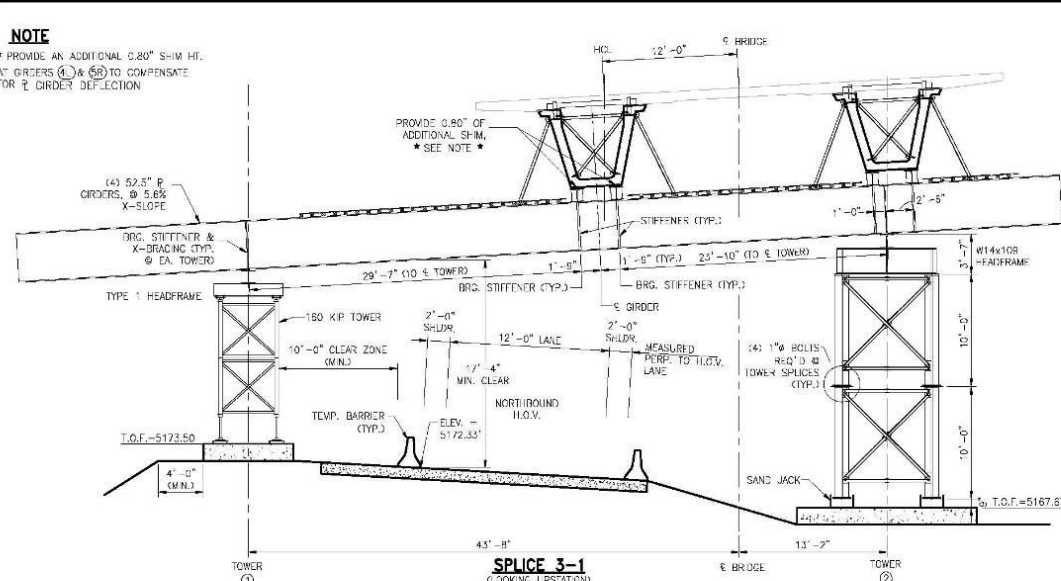 NOTE
PROVIDE AN ADDITIONAL 0.80" SHIM HT.
AT GIRDERS 4L & 5R TO COMPENSATE
FOR ℄ GIRDER DEFLECTION
HCL
12'-0"
℄ BRIDGE
PROVIDE 0.80" OF
ADDITIONAL SHIM,
* SEE NOTE *
(4) 52.5" ℄
GIRDERS, @ 5.6%
X-SLOPE
STIFFENER (TYP.)
1'-0"
2'-6"
BRG. STIFFENER &
X-BRACING (TYP.
@ EA. TOWER)
29'-7" (TO ℄ TOWER)
1'-9"
1'-9" (TYP.)
23'-10" (TO ℄ TOWER)
3'-7"
W14x109
HEADFRAME
TYPE 1 HEADFRAME
BRG. STIFFENER (TYP.)
BRG. STIFFENER (TYP.)
℄ GIRDER
160 KIP TOWER
2'-0"
SHLDR.
12'-0" LANE
2'-0"
SHLDR.
10'-0" CLEAR ZONE
(MIN.)
17'-4"
MIN. CLEAR
MEASURED
PERP. TO H.O.V.
LANE
(4) 1"ø BOLTS
REQ'D @
TOWER SPLICES
(TYP.)
10'-0"
NORTHBOUND
H.O.V.
TEMP. BARRIER
(TYP.)
ELEV. =
5172.33'
T.O.F.=5173.50
10'-0"
4'-0"
(MIN.)
SAND JACK
T.O.F.=5167.6
43'-8"
13'-2"
TOWER
1
SPLICE 3-1
(LOOKING UPSTATION)
℄ BRIDGE
TOWER
2